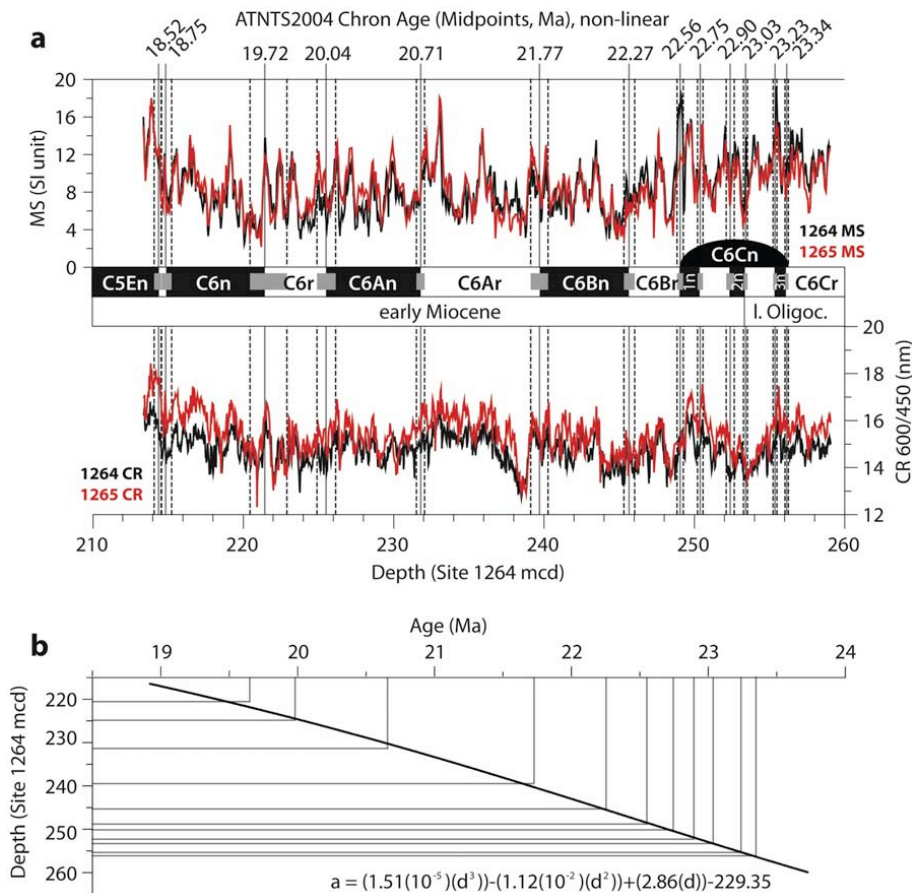 ATNTS2004 Chron Age (Midpoints, Ma), non-linear
a
18.52 18.75 19.72 20.04 20.71 21.77 22.27 22.56 22.75 22.90 23.03 23.23 23.34
20
16
12
8
4
0
MS (SI unit)
1264 MS
1265 MS
C6Cn
C5En C6n C6r C6An C6Ar C6Bn C6Br 1n 2n 3n C6Cr
early Miocene l. Oligoc.
20
18
16
14
12
CR 600/450 (nm)
1264 CR
1265 CR
210 220 230 240 250 260
Depth (Site 1264 mcd)
b
Age (Ma)
19 20 21 22 23 24
220
230
240
250
260
Depth (Site 1264 mcd)
a = (1.51(10⁻⁵)(d³))-(1.12(10⁻²)(d²))+(2.86(d))-229.35